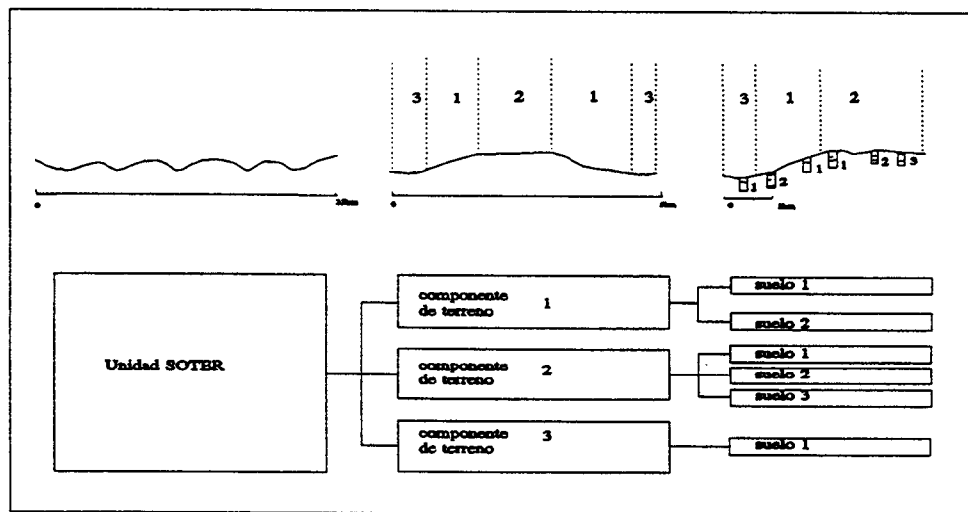 3 1 2 1 3
3 1 2
1 2 1 1 2 3
0
0
0
Unidad SOTER
componente
de terreno 1
componente
de terreno 2
componente
de terreno 3
suelo 1
suelo 2
suelo 1
suelo 2
suelo 3
suelo 1